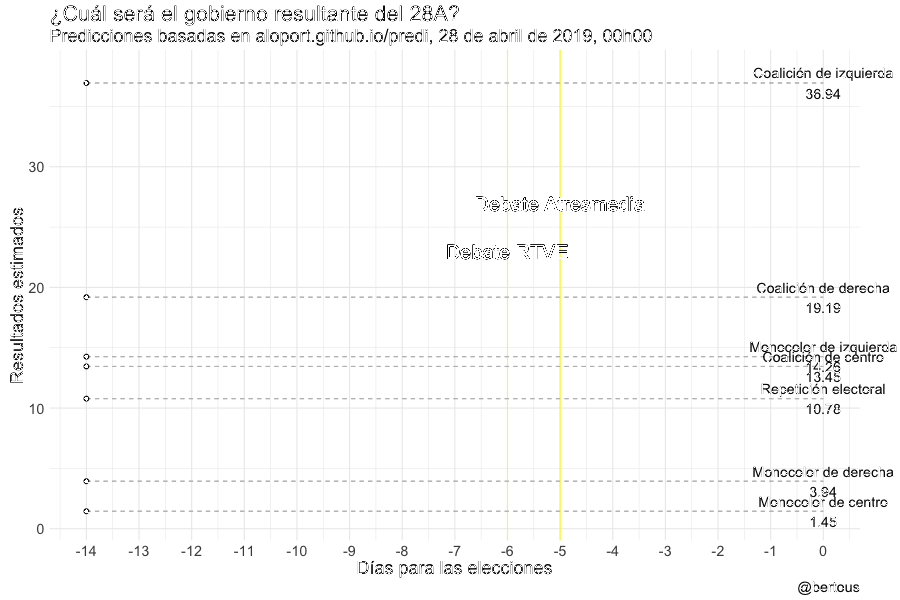 ¿Cuál será el gobierno resultante del 28A?
Predicciones basadas en aloport.github.io/predi, 28 de abril de 2019, 00h00
Coalición de izquierda
36.94
30
Debate Atresmedia
Debate RTVE
Resultados estimados
20
Coalición de derecha
19.19
Monocolor de izquierda
Coalición de centro
14.26
13.45
Repetición electoral
10.78
10
Monocolor de derecha
3.94
Monocolor de centro
1.45
0
-14 -13 -12 -11 -10 -9 -8 -7 -6 -5 -4 -3 -2 -1 0
Días para las elecciones
@berteus